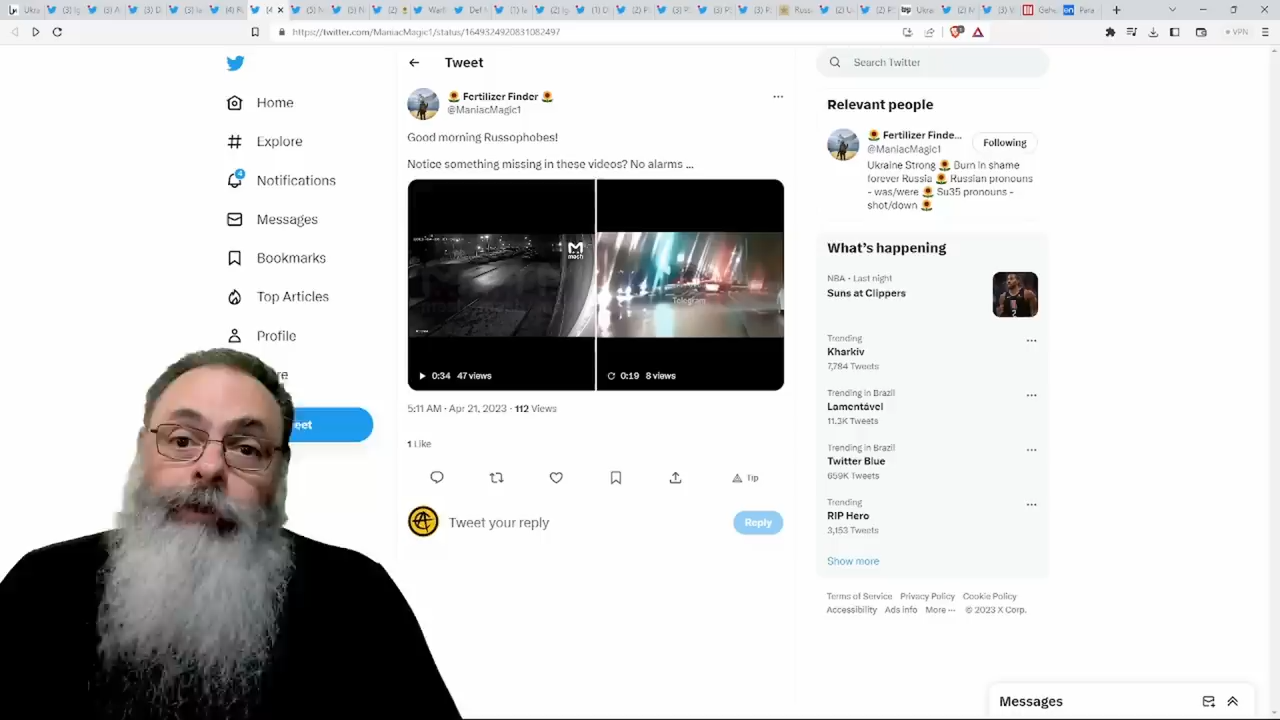 https://twitter.com/ManiacMagic1/status/1649324920831082497
VPN
Home
Explore
4
Notifications
Messages
Bookmarks
Top Articles
Profile
Tweet
🌻 Fertilizer Finder 🌻
@ManiacMagic1
Good morning Russophobes!
Notice something missing in these videos? No alarms ...
mash
Telegram
0:34 47 views
0:19 8 views
5:11 AM · Apr 21, 2023 · 112 Views
1 Like
Tip
Tweet your reply
Reply
Search Twitter
Relevant people
🌻 Fertilizer Finde...
@ManiacMagic1
Following
Ukraine Strong 🌻 Burn in shame
forever Russia 🌻 Russian pronouns
- was/were 🌻 Su35 pronouns -
shot/down 🌻
What's happening
NBA · Last night
Suns at Clippers
Trending
Kharkiv
7,784 Tweets
Trending in Brazil
Lamentável
11.3K Tweets
Trending in Brazil
Twitter Blue
659K Tweets
Trending
RIP Hero
3,153 Tweets
Show more
Terms of Service Privacy Policy Cookie Policy
Accessibility Ads info More ··· © 2023 X Corp.
Messages